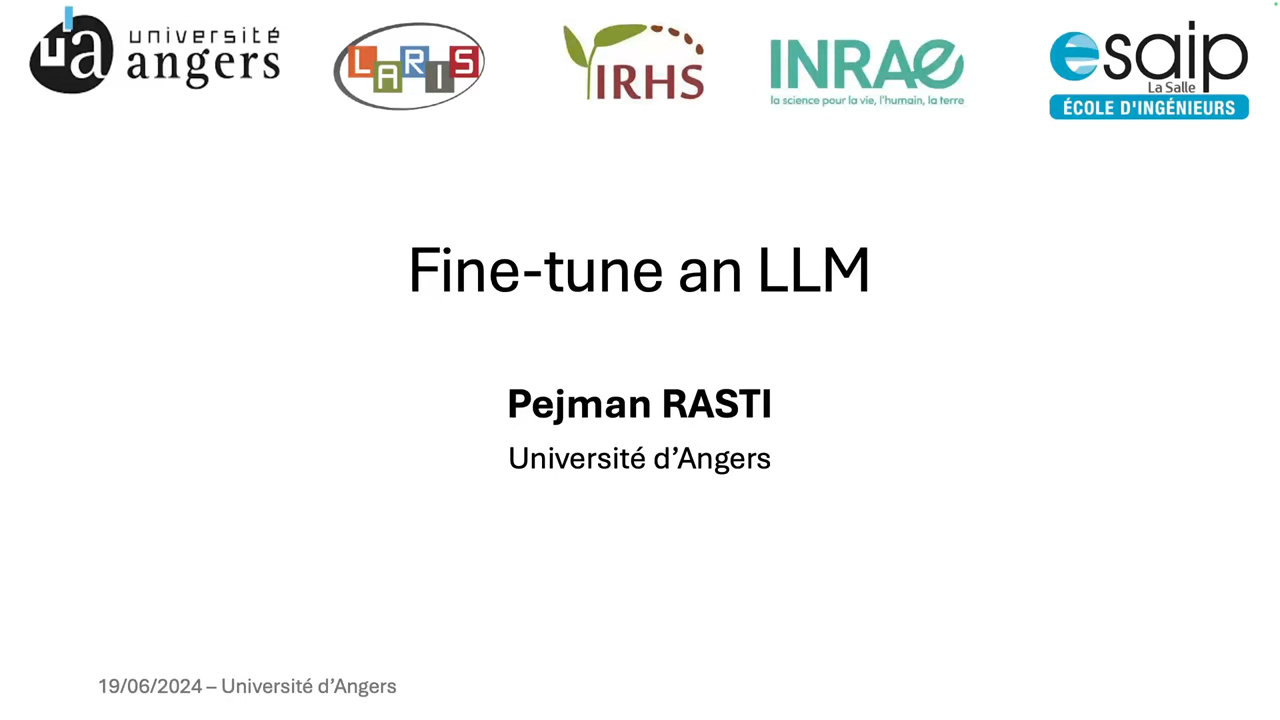 université
angers
LARIS
IRHS
INRAE
la science pour la vie, l'humain, la terre
esaip
La Salle
ÉCOLE D'INGÉNIEURS
Fine-tune an LLM
Pejman RASTI
Université d’Angers
19/06/2024 – Université d’Angers